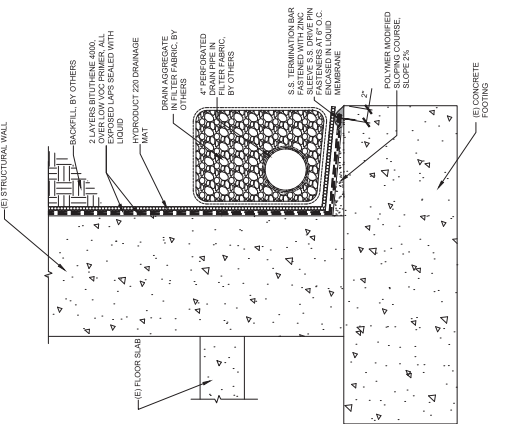 (E) STRUCTURAL WALL
BACKFILL, BY OTHERS
2 LAYERS BITUTHENE 4000,
OVER LOW VOC PRIMER, ALL
EXPOSED LAPS SEALED WITH
LIQUID
HYDRODUCT 220 DRAINAGE
MAT
DRAIN AGGREGATE
IN FILTER FABRIC, BY
OTHERS
4" PERFORATED
DRAIN PIPE IN
FILTER FABRIC,
BY OTHERS
S.S. TERMINATION BAR
FASTENED WITH ZINC
SLEEVE S.S. DRIVE PIN
FASTENERS AT 6" O.C.
ENCASED IN LIQUID
MEMBRANE
2"
POLYMER MODIFIED
SLOPING COURSE,
SLOPE 2%
(E) CONCRETE
FOOTING
(E) FLOOR SLAB